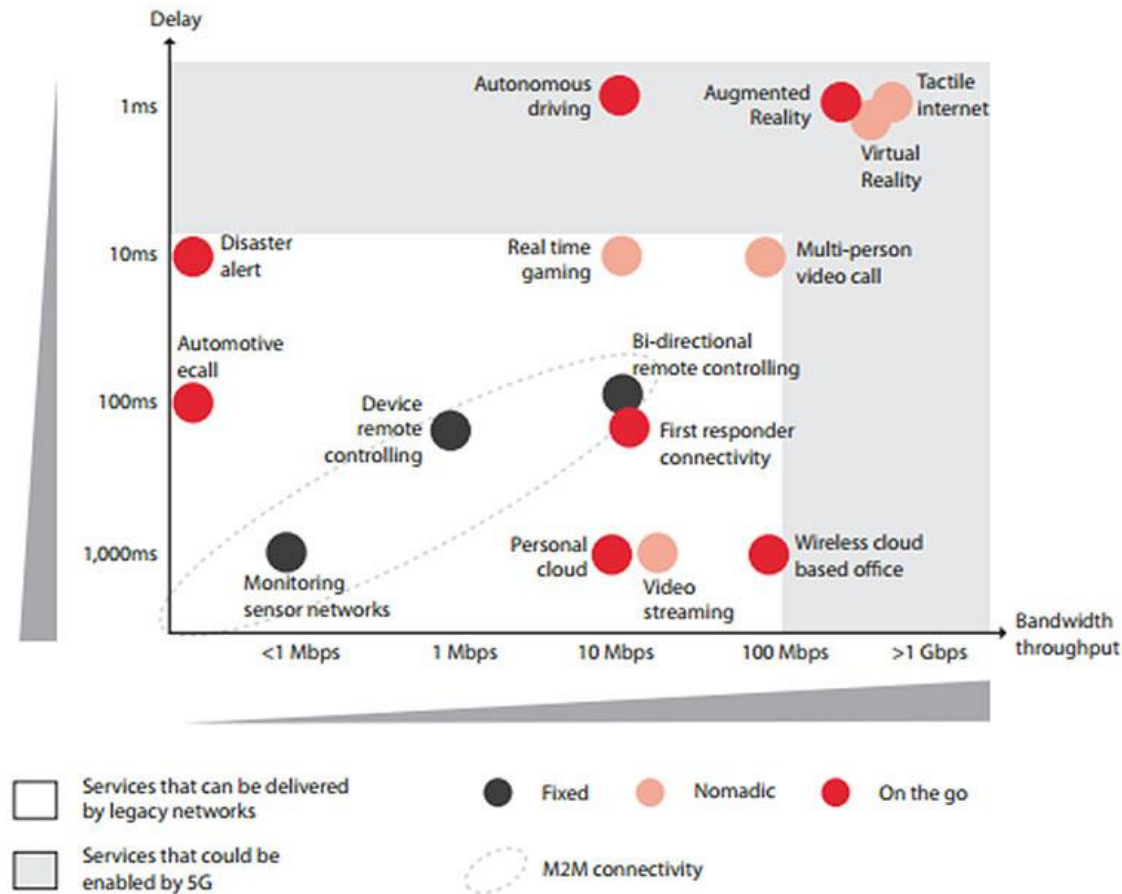 Delay
1ms
Autonomous
driving
Augmented
Reality
Tactile
internet
Virtual
Reality
10ms
Disaster
alert
Real time
gaming
Multi-person
video call
Automotive
ecall
Bi-directional
remote controlling
100ms
Device
remote
controlling
First responder
connectivity
1,000ms
Monitoring
sensor networks
Personal
cloud
Video
streaming
Wireless cloud
based office
Bandwidth
throughput
<1 Mbps
1 Mbps
10 Mbps
100 Mbps
>1 Gbps
Services that can be delivered
by legacy networks
Fixed
Nomadic
On the go
Services that could be
enabled by 5G
M2M connectivity